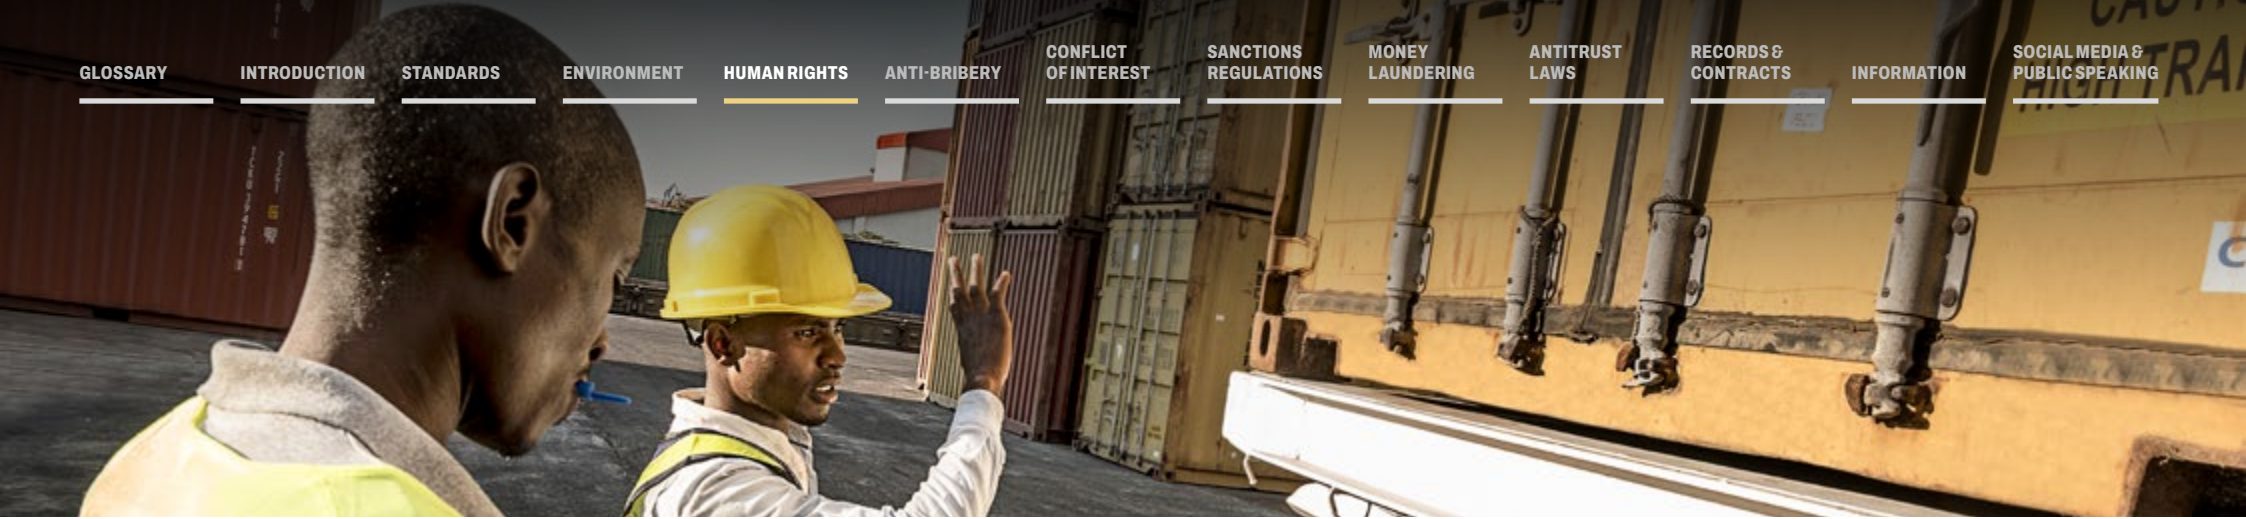 GLOSSARY
INTRODUCTION
STANDARDS
ENVIRONMENT
HUMAN RIGHTS
ANTI-BRIBERY
CONFLICT
OF INTEREST
SANCTIONS
REGULATIONS
MONEY
LAUNDERING
ANTITRUST
LAWS
RECORDS &
CONTRACTS
INFORMATION
SOCIAL MEDIA &
PUBLIC SPEAKING